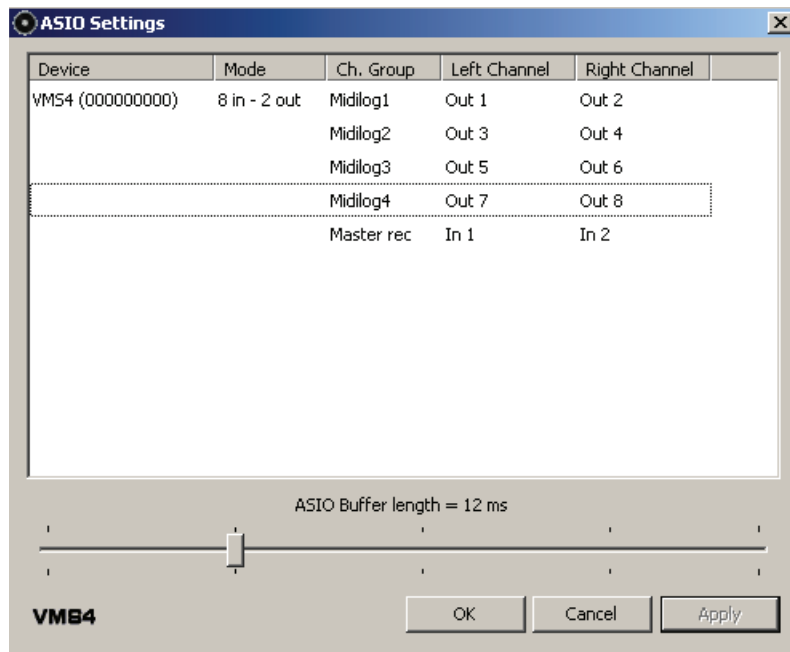 ASIO Settings
Device Mode Ch. Group Left Channel Right Channel
VMS4 (000000000) 8 in - 2 out Midilog1 Out 1 Out 2
Midilog2 Out 3 Out 4
Midilog3 Out 5 Out 6
Midilog4 Out 7 Out 8
Master rec In 1 In 2
ASIO Buffer length = 12 ms
VMS4 OK Cancel Apply